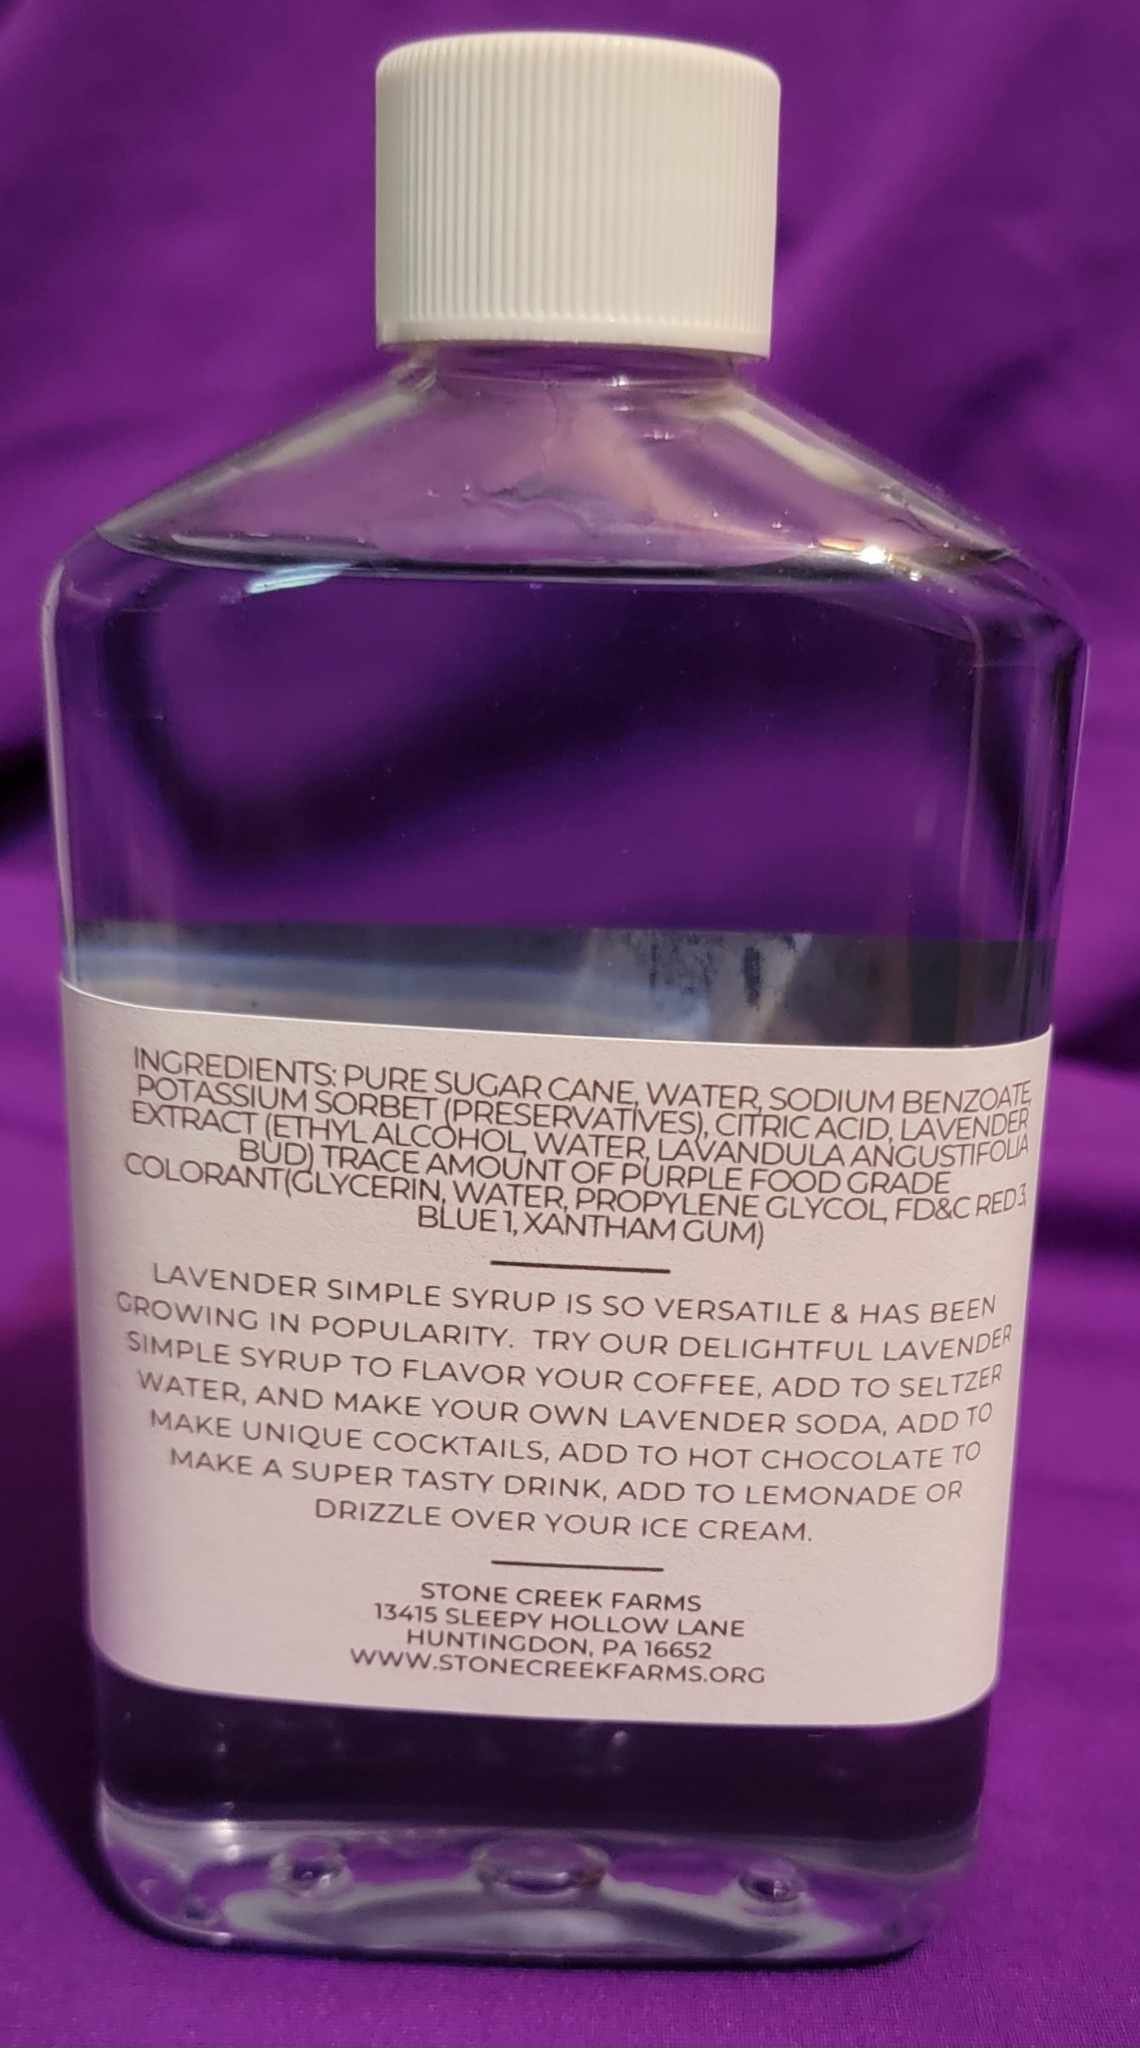 INGREDIENTS: PURE SUGAR CANE, WATER, SODIUM BENZOATE,
POTASSIUM SORBET (PRESERVATIVES), CITRIC ACID, LAVENDER
EXTRACT (ETHYL ALCOHOL, WATER, LAVANDULA ANGUSTIFOLIA
BUD) TRACE AMOUNT OF PURPLE FOOD GRADE
COLORANT(GLYCERIN, WATER, PROPYLENE GLYCOL, FD&C RED 3,
BLUE 1, XANTHAM GUM)
LAVENDER SIMPLE SYRUP IS SO VERSATILE & HAS BEEN
GROWING IN POPULARITY. TRY OUR DELIGHTFUL LAVENDER
SIMPLE SYRUP TO FLAVOR YOUR COFFEE, ADD TO SELTZER
WATER, AND MAKE YOUR OWN LAVENDER SODA, ADD TO
MAKE UNIQUE COCKTAILS, ADD TO HOT CHOCOLATE TO
MAKE A SUPER TASTY DRINK, ADD TO LEMONADE OR
DRIZZLE OVER YOUR ICE CREAM.
STONE CREEK FARMS
13415 SLEEPY HOLLOW LANE
HUNTINGDON, PA 16652
WWW.STONECREEKFARMS.ORG